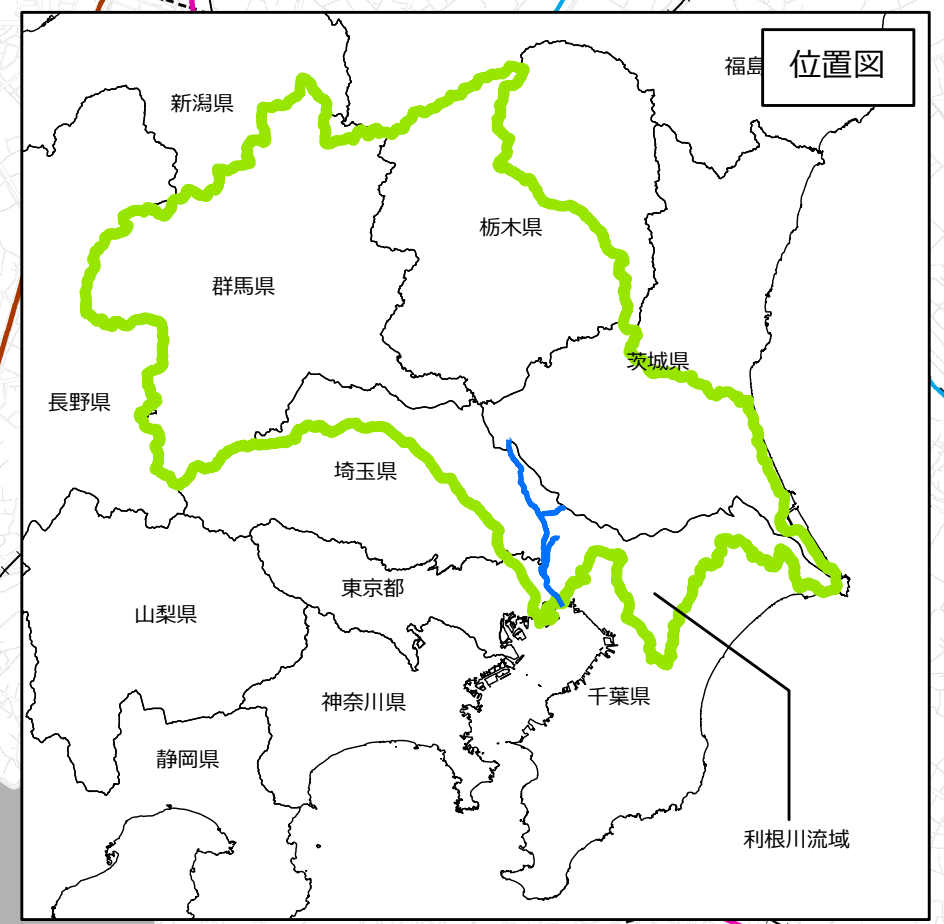 位置図
福島
新潟県
栃木県
群馬県
茨城県
長野県
埼玉県
東京都
山梨県
神奈川県
千葉県
静岡県
利根川流域